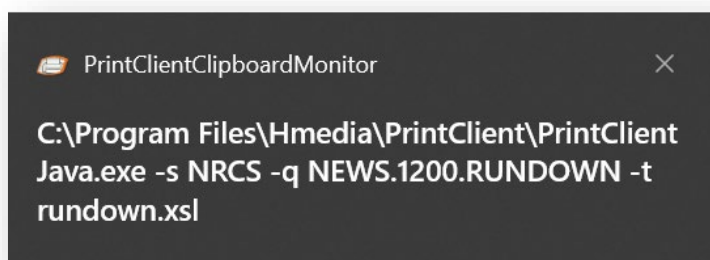 PrintClientClipboardMonitor
C:\Program Files\Hmedia\PrintClient\PrintClient
Java.exe -s NRCS -q NEWS.1200.RUNDOWN -t
rundown.xsl